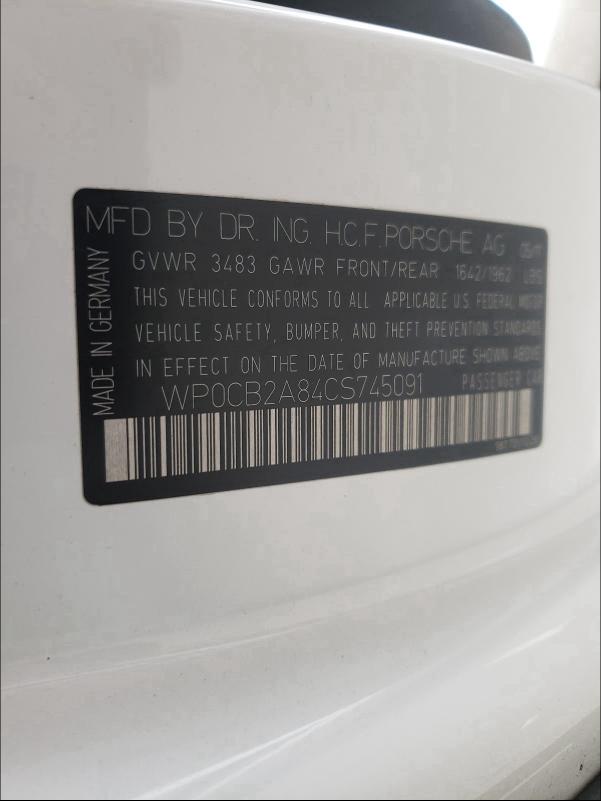 MFD BY DR. ING. H.C.F. PORSCHE AG 05/11
GVWR 3483 GAWR FRONT/REAR 1642/1962 LBS
THIS VEHICLE CONFORMS TO ALL APPLICABLE U.S. FEDERAL MOTOR
VEHICLE SAFETY, BUMPER, AND THEFT PREVENTION STANDARDS
IN EFFECT ON THE DATE OF MANUFACTURE SHOWN ABOVE
WP0CB2A84CS745091 PASSENGER CAR
MADE IN GERMANY